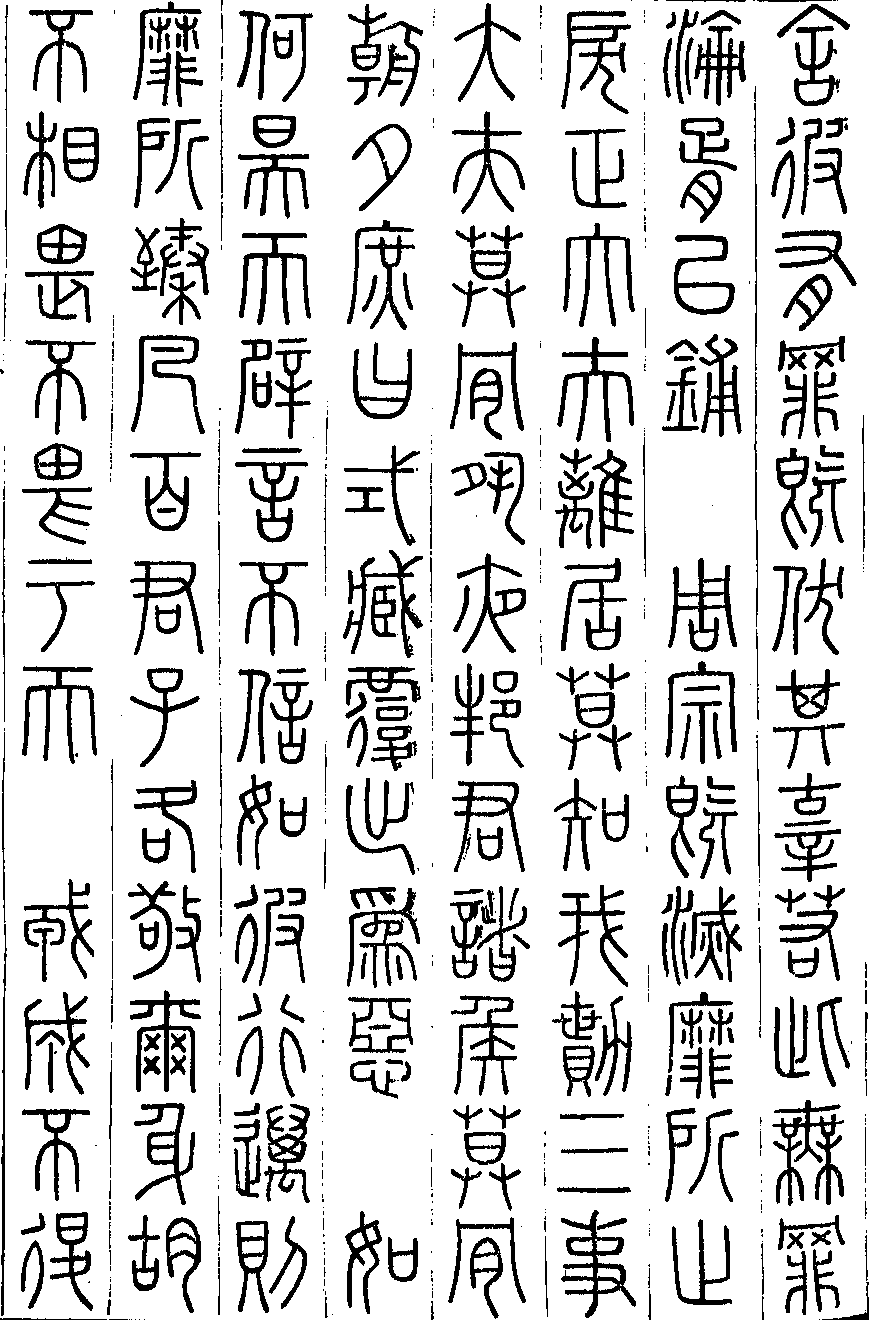 舍彼有罪既伏其辜若此無罪
淪胥以鋪　周宗既滅靡所止
戾正大夫離居莫知我勩三事
大夫莫肯夙夜邦君諸侯莫肯
朝夕庶曰式臧覆出爲惡　如
何昊天辟言不信如彼行邁則
靡所臻凡百君子各敬爾身胡
不相畏不畏于天　戎成不退